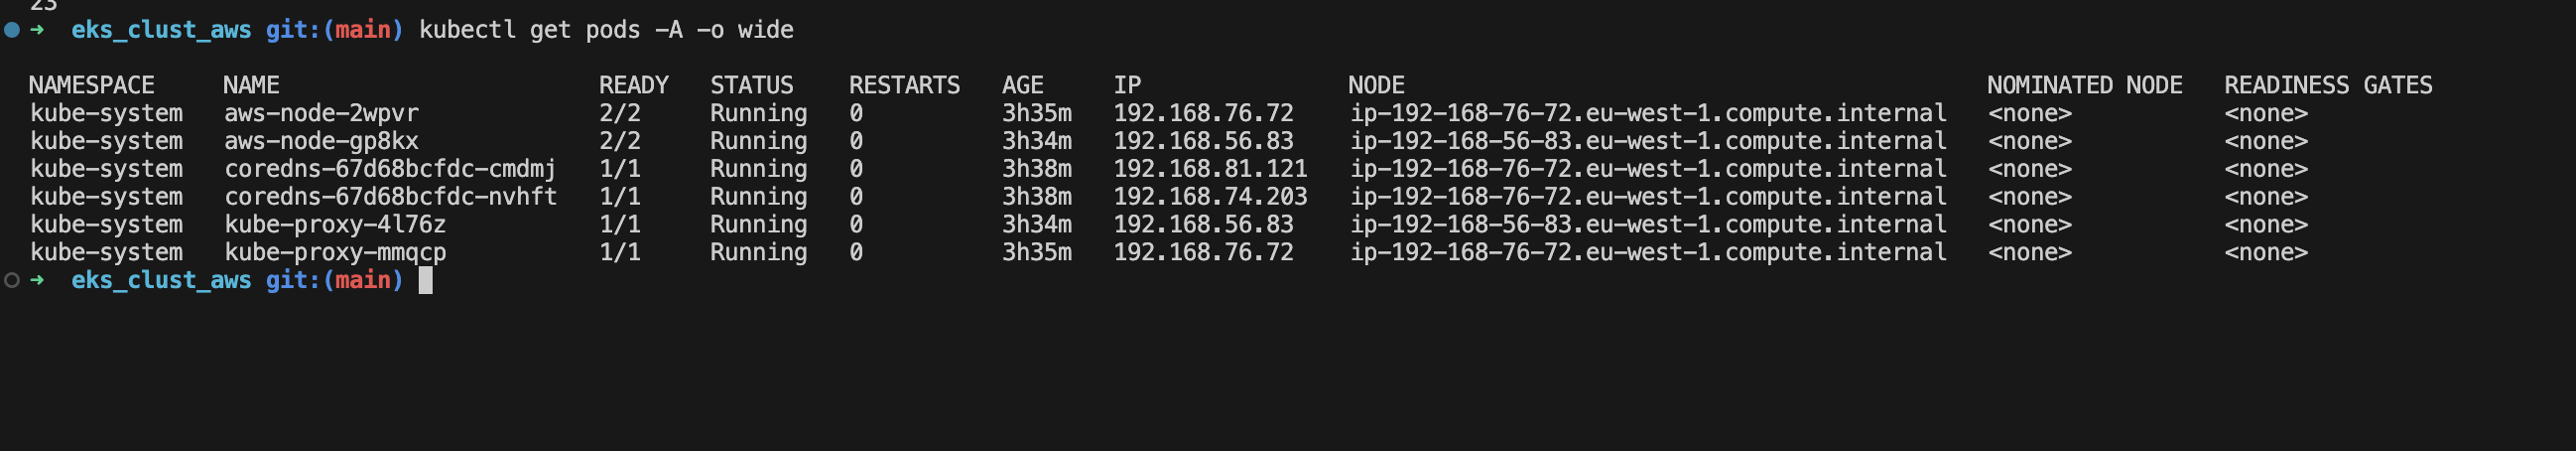 23
➜ eks_clust_aws git:(main) kubectl get pods -A -o wide
NAMESPACE NAME READY STATUS RESTARTS AGE IP NODE NOMINATED NODE READINESS GATES
kube-system aws-node-2wpvr 2/2 Running 0 3h35m 192.168.76.72 ip-192-168-76-72.eu-west-1.compute.internal <none> <none>
kube-system aws-node-gp8kx 2/2 Running 0 3h34m 192.168.56.83 ip-192-168-56-83.eu-west-1.compute.internal <none> <none>
kube-system coredns-67d68bcfdc-cmdmj 1/1 Running 0 3h38m 192.168.81.121 ip-192-168-76-72.eu-west-1.compute.internal <none> <none>
kube-system coredns-67d68bcfdc-nvhft 1/1 Running 0 3h38m 192.168.74.203 ip-192-168-76-72.eu-west-1.compute.internal <none> <none>
kube-system kube-proxy-4l76z 1/1 Running 0 3h34m 192.168.56.83 ip-192-168-56-83.eu-west-1.compute.internal <none> <none>
kube-system kube-proxy-mmqcp 1/1 Running 0 3h35m 192.168.76.72 ip-192-168-76-72.eu-west-1.compute.internal <none> <none>
➜ eks_clust_aws git:(main)